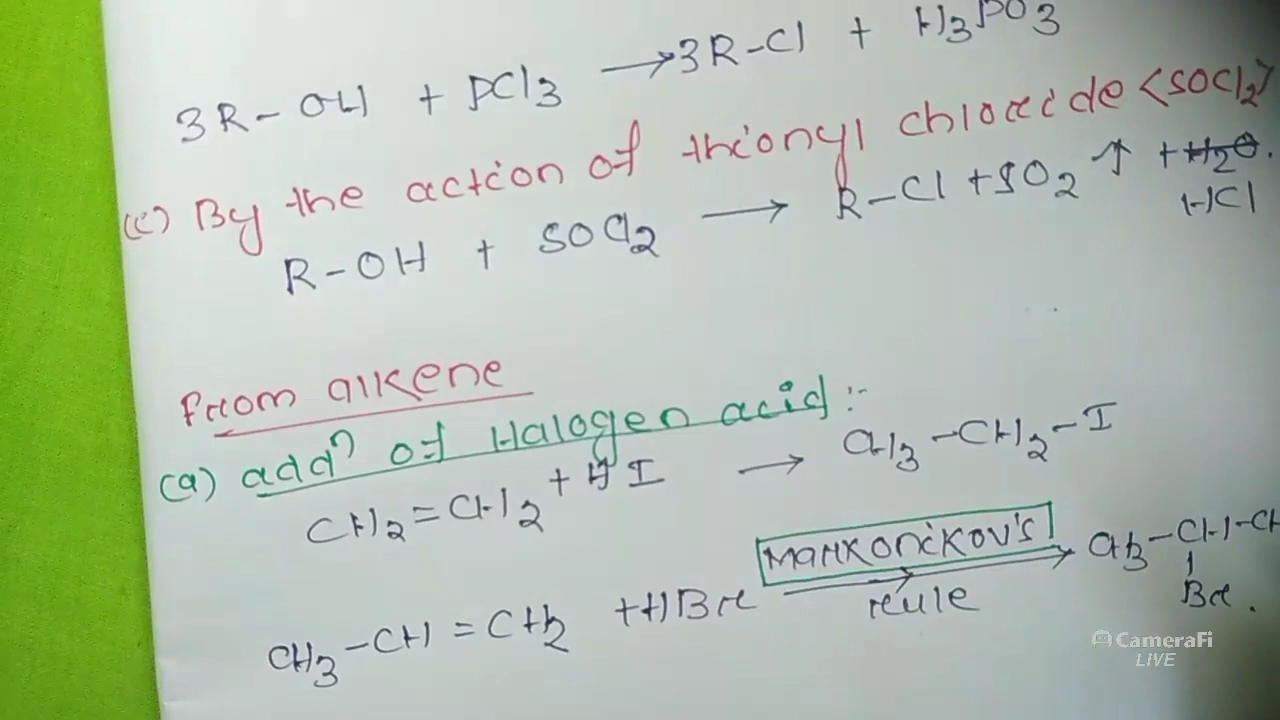 3R-OH + PCl3 → 3R-Cl + H3PO3
(c) By the action of thionyl chloride <SOCl2>
R-OH + SOCl2 → R-Cl + SO2 ↑ + H2O.
HCl
From alkene
(a) addn of Halogen acid :-
CH2=CH2 + HI → CH3-CH2-I
CH3-CH=CH2 + HBr Markonikov's rule → CH3-CH-CH
Br.
CameraFi
LIVE